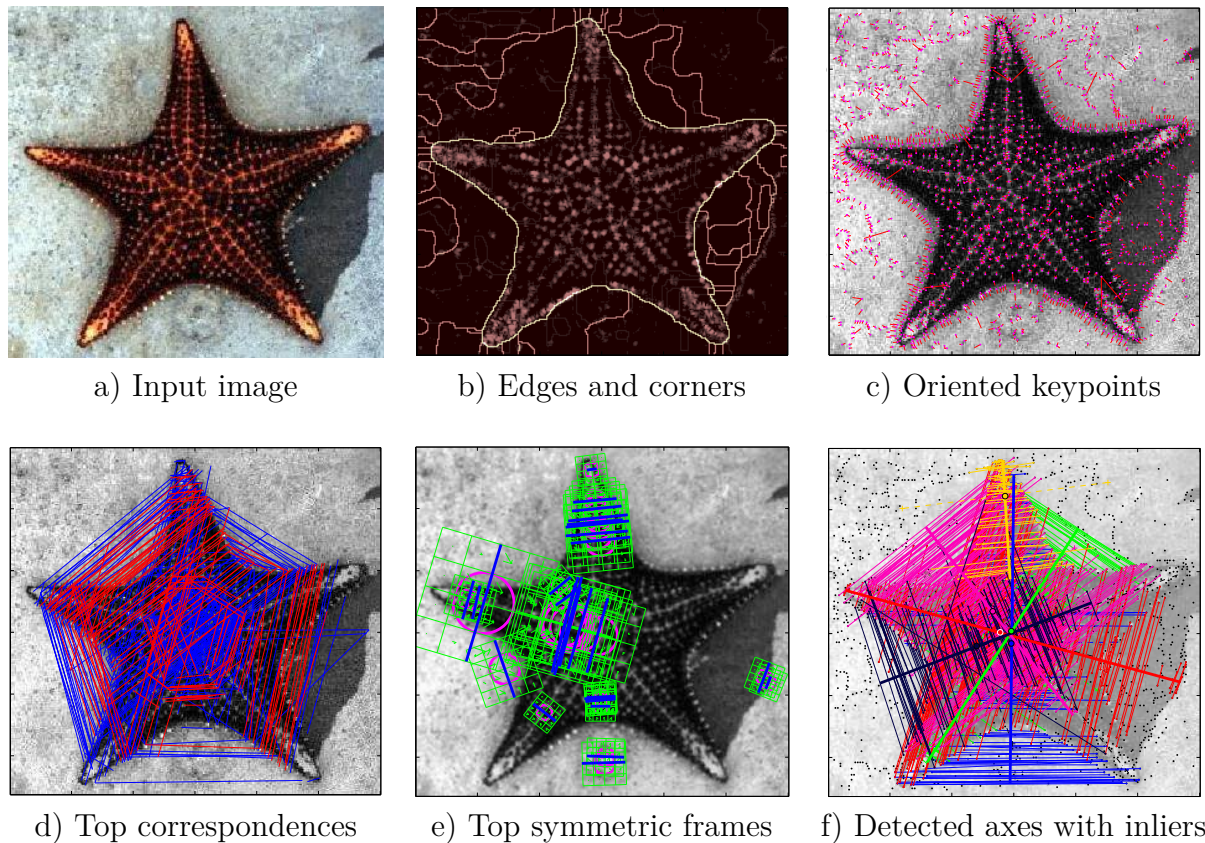 a) Input image
b) Edges and corners
c) Oriented keypoints
d) Top correspondences
e) Top symmetric frames
f) Detected axes with inliers